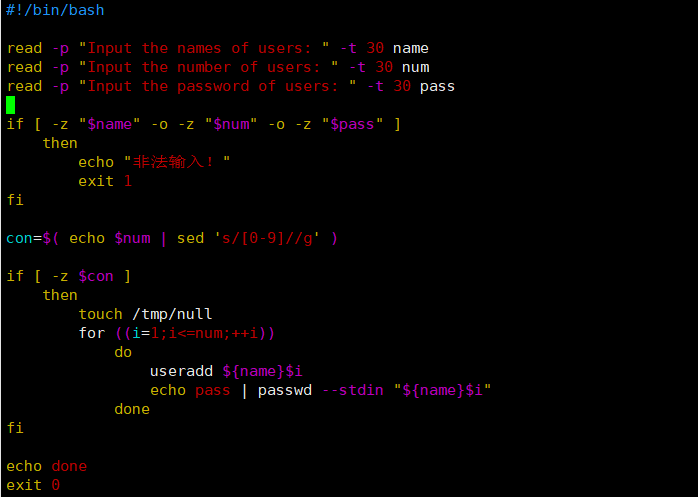 #!/bin/bash
read -p "Input the names of users: " -t 30 name
read -p "Input the number of users: " -t 30 num
read -p "Input the password of users: " -t 30 pass
if [ -z "$name" -o -z "$num" -o -z "$pass" ]
then
echo "非法输入！"
exit 1
fi
con=$( echo $num | sed 's/[0-9]//g' )
if [ -z $con ]
then
touch /tmp/null
for ((i=1;i<=num;++i))
do
useradd ${name}$i
echo pass | passwd --stdin "${name}$i"
done
fi
echo done
exit 0